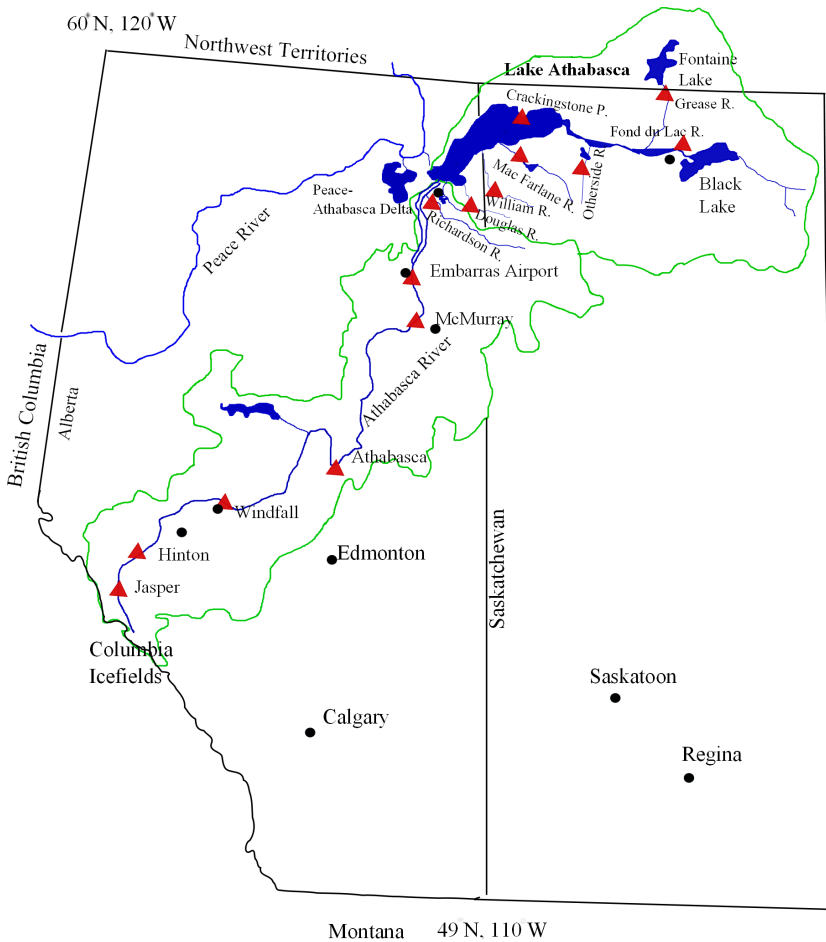 60° N, 120° W
Northwest Territories
Lake Athabasca
Fontaine
Lake
Crackingstone P.
Grease R.
Fond du Lac R.
Mac Farlane R.
Otherside R.
Black
Lake
Peace-
Athabasca Delta
William R.
Douglas R.
Richardson R.
Peace River
Embarras Airport
McMurray
Athabasca River
British Columbia
Alberta
Athabasca
Windfall
Hinton
Edmonton
Jasper
Saskatchewan
Columbia
Icefields
Saskatoon
Calgary
Regina
Montana
49° N, 110° W